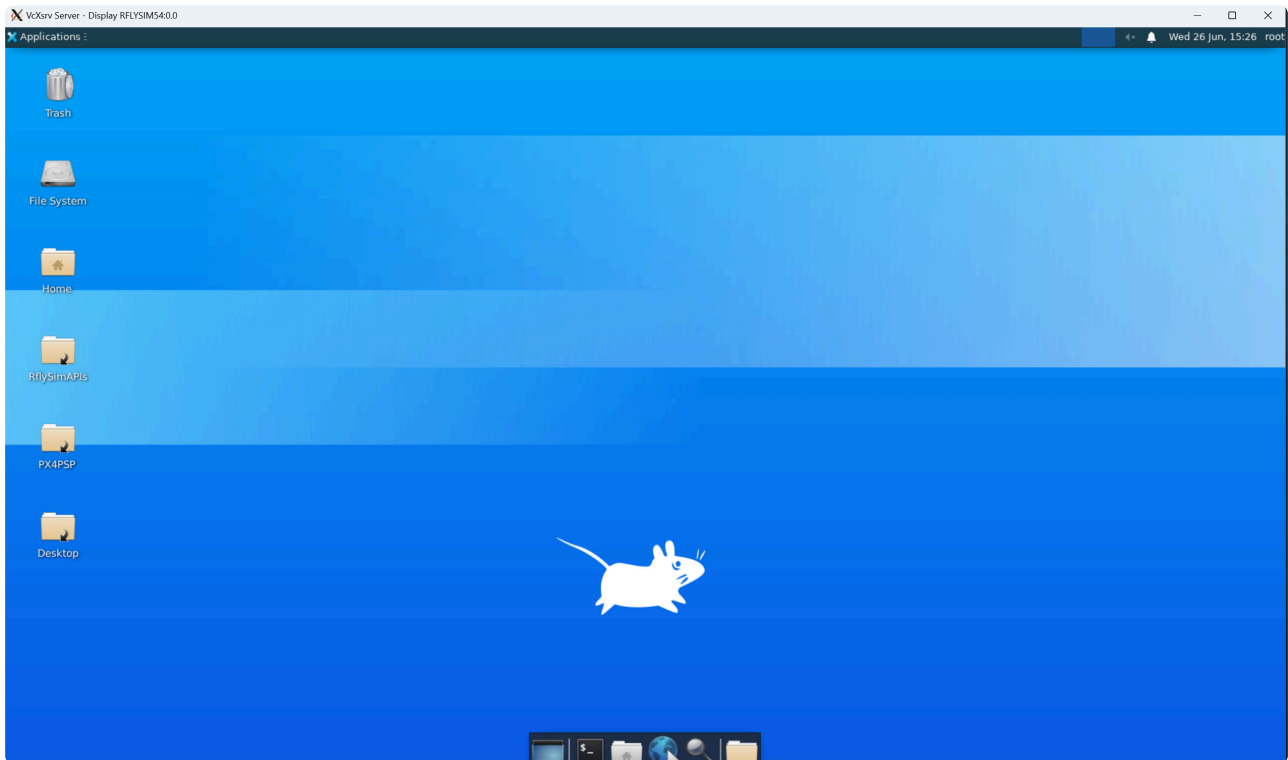 VcXsrv Server - Display RFLYSIM54:0.0
Applications
Wed 26 Jun, 15:26 root
Trash
File System
Home
RflySimAPIs
PX4PSP
Desktop
$_